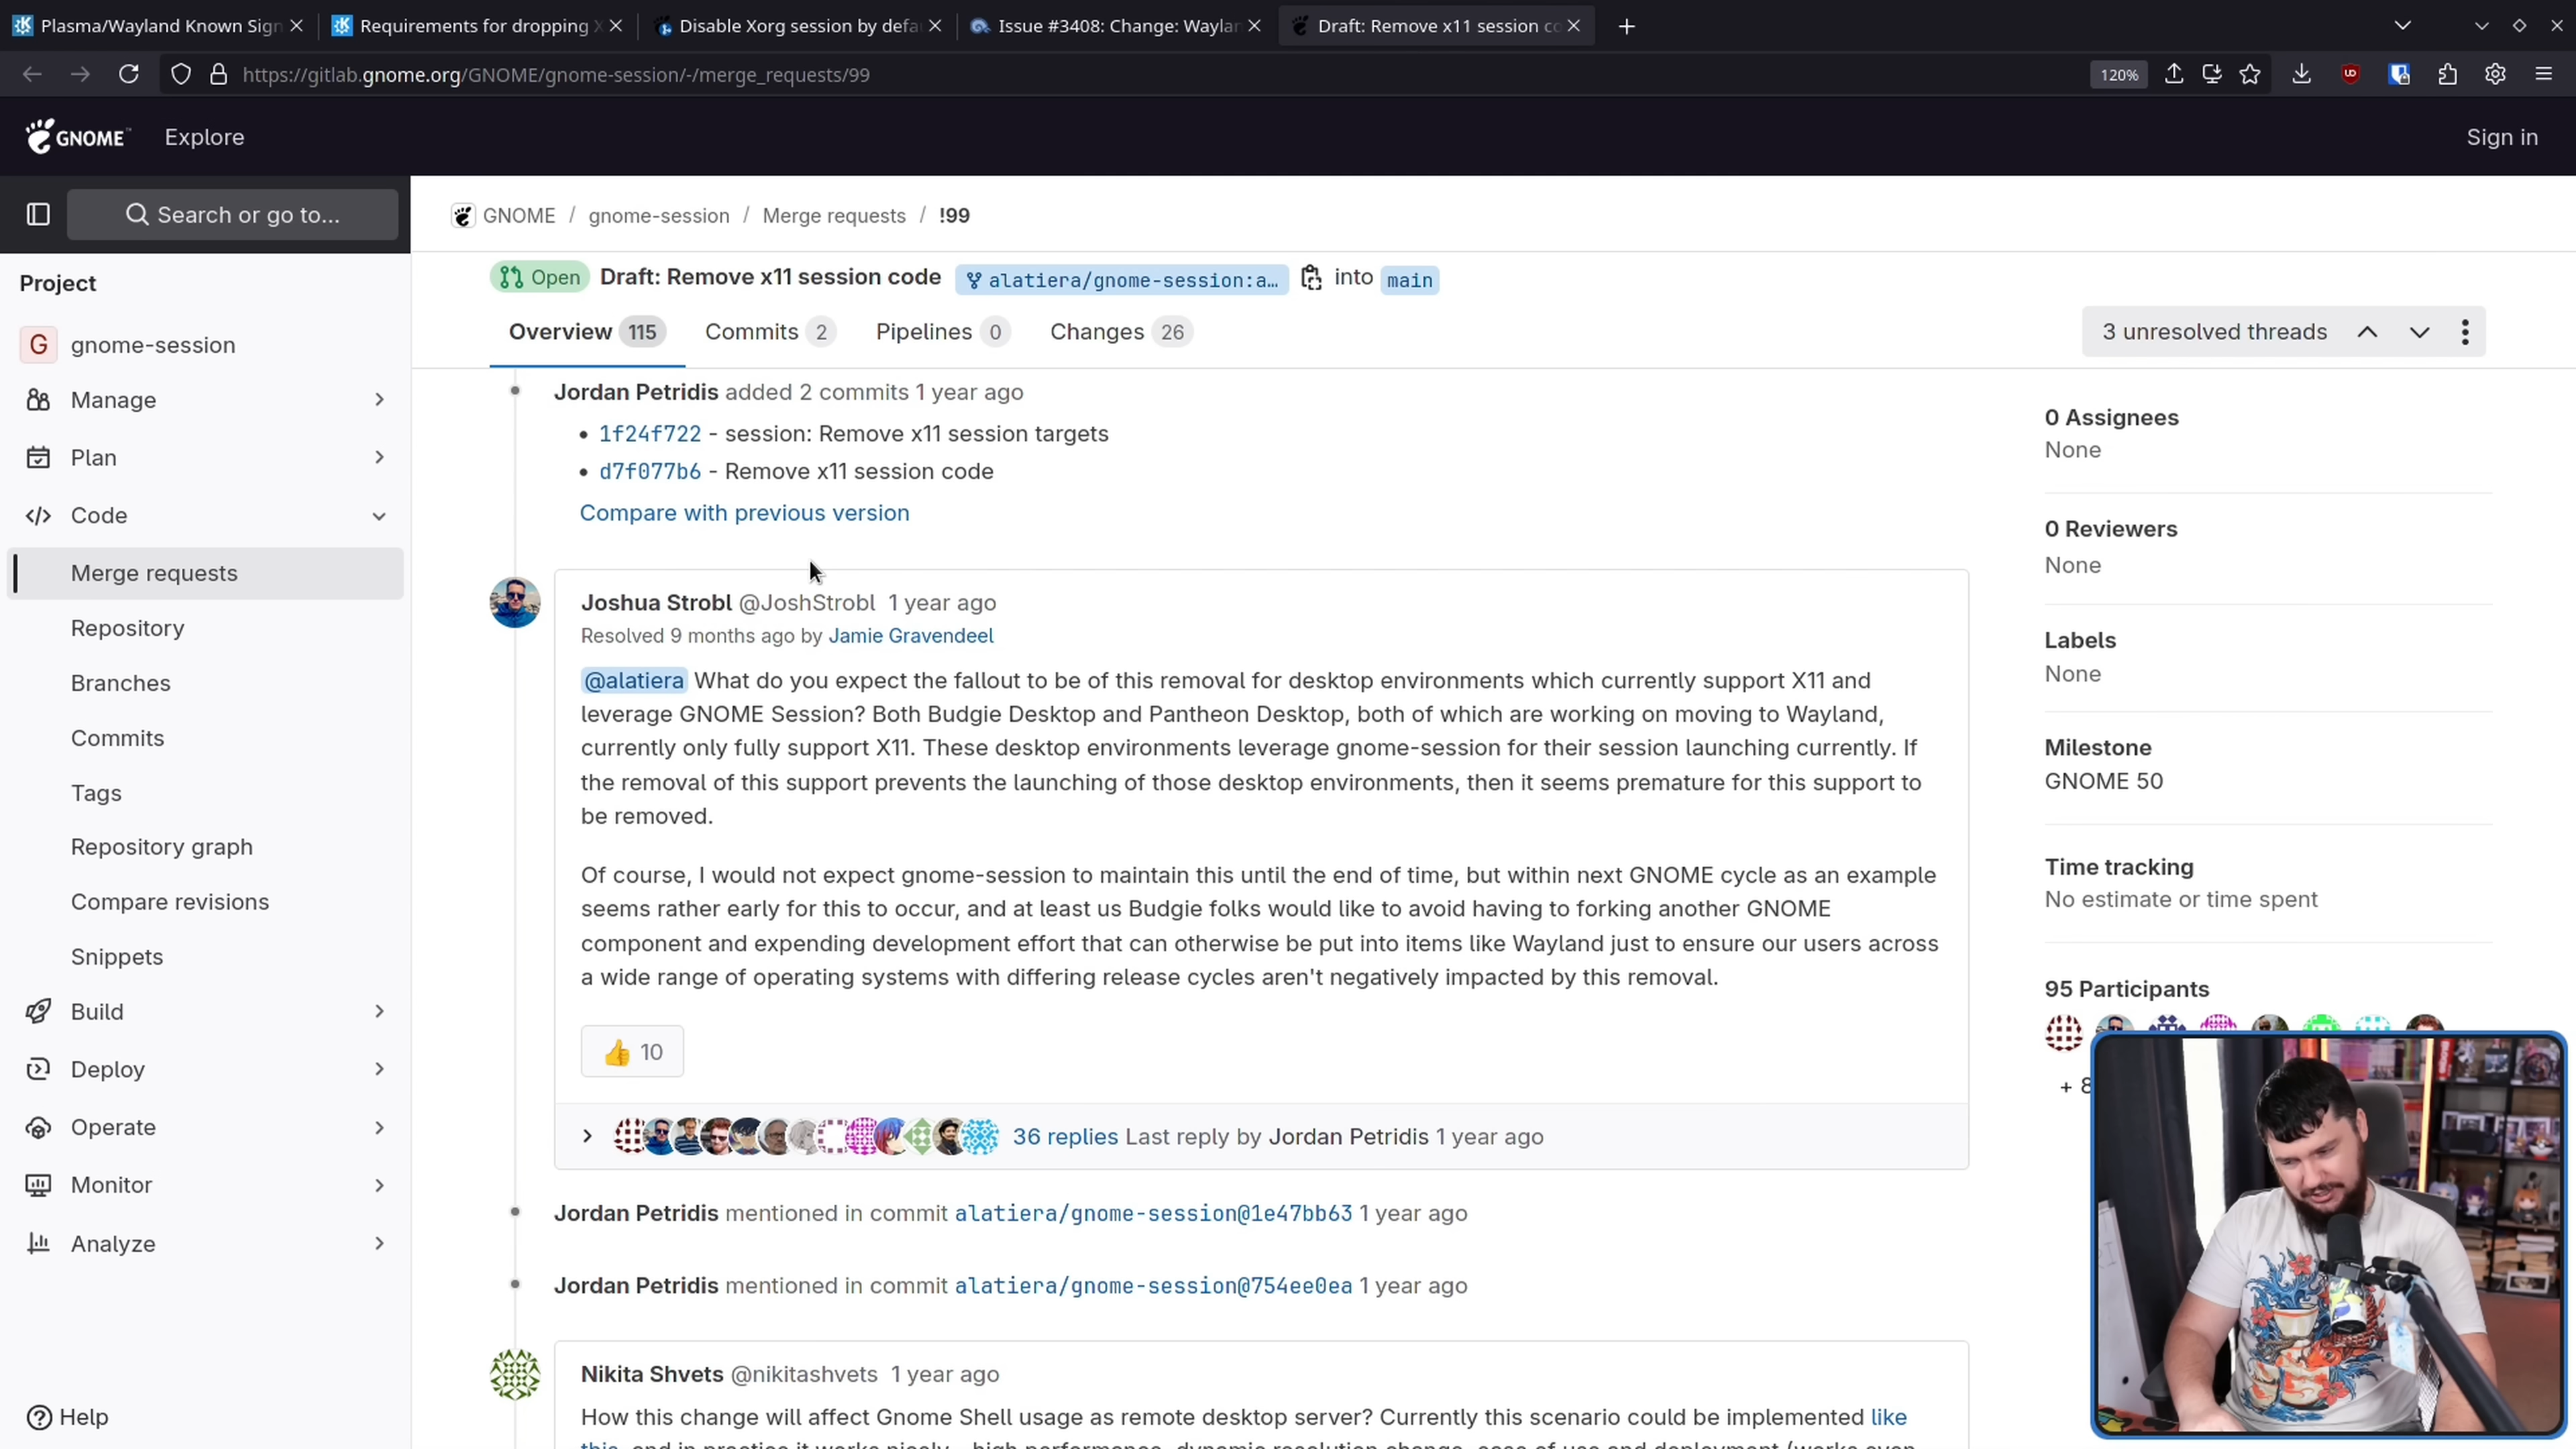 Plasma/Wayland Known Sign
Requirements for dropping X
Disable Xorg session by defau
Issue #3408: Change: Waylan
Draft: Remove x11 session co
https://gitlab.gnome.org/GNOME/gnome-session/-/merge_requests/99
120%
GNOME
Explore
Sign in
Search or go to...
GNOME / gnome-session / Merge requests / !99
Project
Open Draft: Remove x11 session code alatiera/gnome-session:a… into main
gnome-session
Overview 115 Commits 2 Pipelines 0 Changes 26
3 unresolved threads
Manage
Plan
Code
Merge requests
Repository
Branches
Commits
Tags
Repository graph
Compare revisions
Snippets
Build
Deploy
Operate
Monitor
Analyze
Help
Jordan Petridis added 2 commits 1 year ago
• 1f24f722 - session: Remove x11 session targets
• d7f077b6 - Remove x11 session code
Compare with previous version
Joshua Strobl @JoshStrobl 1 year ago
Resolved 9 months ago by Jamie Gravendeel
@alatiera What do you expect the fallout to be of this removal for desktop environments which currently support X11 and
leverage GNOME Session? Both Budgie Desktop and Pantheon Desktop, both of which are working on moving to Wayland,
currently only fully support X11. These desktop environments leverage gnome-session for their session launching currently. If
the removal of this support prevents the launching of those desktop environments, then it seems premature for this support to
be removed.
Of course, I would not expect gnome-session to maintain this until the end of time, but within next GNOME cycle as an example
seems rather early for this to occur, and at least us Budgie folks would like to avoid having to forking another GNOME
component and expending development effort that can otherwise be put into items like Wayland just to ensure our users across
a wide range of operating systems with differing release cycles aren't negatively impacted by this removal.
👍 10
36 replies Last reply by Jordan Petridis 1 year ago
Jordan Petridis mentioned in commit alatiera/gnome-session@1e47bb63 1 year ago
Jordan Petridis mentioned in commit alatiera/gnome-session@754ee0ea 1 year ago
Nikita Shvets @nikitashvets 1 year ago
How this change will affect Gnome Shell usage as remote desktop server? Currently this scenario could be implemented like
0 Assignees
None
0 Reviewers
None
Labels
None
Milestone
GNOME 50
Time tracking
No estimate or time spent
95 Participants
+ 8